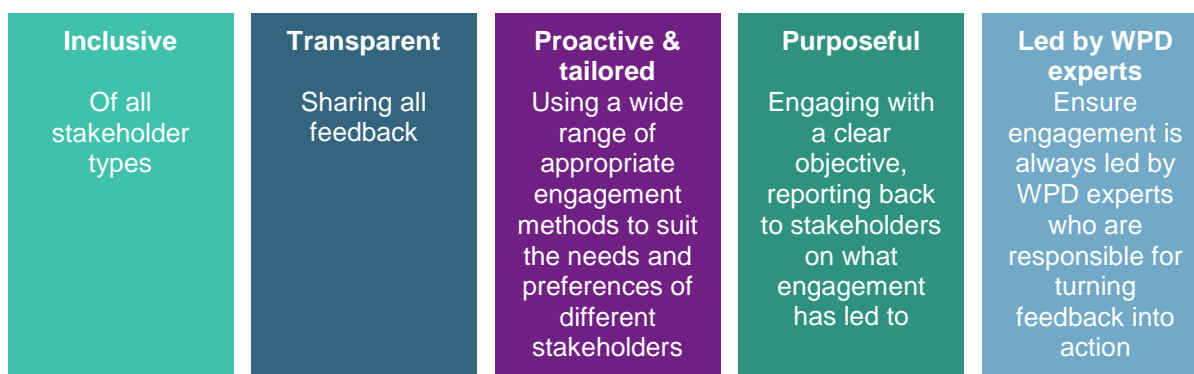 Inclusive
Of all
stakeholder
types
Transparent
Sharing all
feedback
Proactive &
tailored
Using a wide
range of
appropriate
engagement
methods to suit
the needs and
preferences of
different
stakeholders
Purposeful
Engaging with
a clear
objective,
reporting back
to stakeholders
on what
engagement
has led to
Led by WPD
experts
Ensure
engagement is
always led by
WPD experts
who are
responsible for
turning
feedback into
action